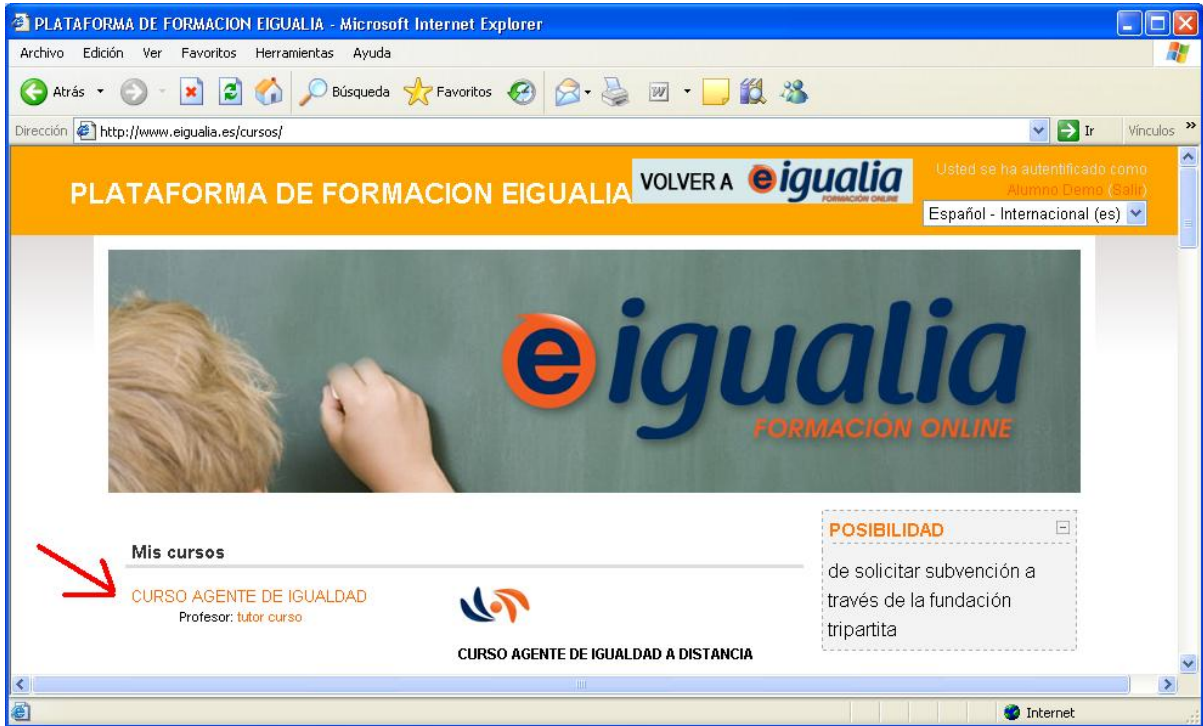 PLATAFORMA DE FORMACION EIGUALIA - Microsoft Internet Explorer
Archivo Edición Ver Favoritos Herramientas Ayuda
Atrás Búsqueda Favoritos
Dirección http://www.eigualia.es/cursos/ Ir Vínculos »
PLATAFORMA DE FORMACION EIGUALIA
VOLVER A eigualia
FORMACIÓN ONLINE
Usted se ha autentificado como
Alumno Demo (Salir)
Español - Internacional (es)
eigualia
FORMACIÓN ONLINE
Mis cursos
CURSO AGENTE DE IGUALDAD
Profesor: tutor curso
CURSO AGENTE DE IGUALDAD A DISTANCIA
POSIBILIDAD
de solicitar subvención a
través de la fundación
tripartita
Internet